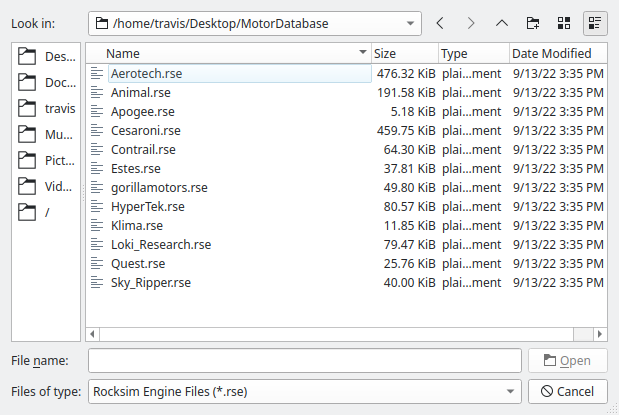 Look in: /home/travis/Desktop/MotorDatabase
Name Size Type Date Modified
Des...
Doc...
travis
Mu...
Pict...
Vid...
/
Aerotech.rse 476.32 KiB plai...ment 9/13/22 3:35 PM
Animal.rse 191.58 KiB plai...ment 9/13/22 3:35 PM
Apogee.rse 5.18 KiB plai...ment 9/13/22 3:35 PM
Cesaroni.rse 459.75 KiB plai...ment 9/13/22 3:35 PM
Contrail.rse 64.30 KiB plai...ment 9/13/22 3:35 PM
Estes.rse 37.81 KiB plai...ment 9/13/22 3:35 PM
gorillamotors.rse 49.80 KiB plai...ment 9/13/22 3:35 PM
HyperTek.rse 80.57 KiB plai...ment 9/13/22 3:35 PM
Klima.rse 11.85 KiB plai...ment 9/13/22 3:35 PM
Loki_Research.rse 79.47 KiB plai...ment 9/13/22 3:35 PM
Quest.rse 25.76 KiB plai...ment 9/13/22 3:35 PM
Sky_Ripper.rse 40.00 KiB plai...ment 9/13/22 3:35 PM
File name: Open
Files of type: Rocksim Engine Files (*.rse) Cancel